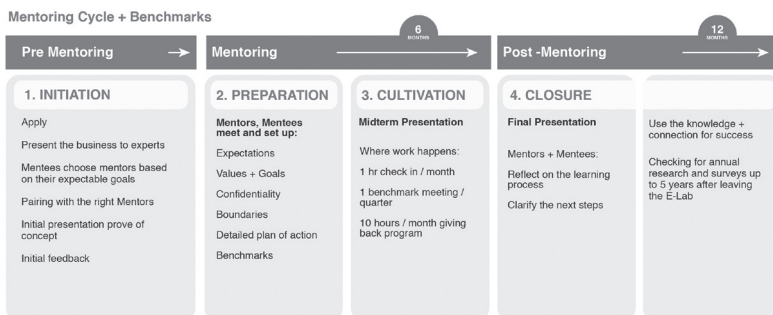 Mentoring Cycle + Benchmarks
6
MONTHS
12
MONTHS
Pre Mentoring
Mentoring
Post -Mentoring
1. INITIATION
Apply
Present the business to experts
Mentees choose mentors based
on their expectable goals
Pairing with the right Mentors
Initial presentation prove of
concept
Initial feedback
2. PREPARATION
Mentors, Mentees
meet and set up:
Expectations
Values + Goals
Confidentiality
Boundaries
Detailed plan of action
Benchmarks
3. CULTIVATION
Midterm Presentation
Where work happens:
1 hr check in / month
1 benchmark meeting /
quarter
10 hours / month giving
back program
4. CLOSURE
Final Presentation
Mentors + Mentees:
Reflect on the learning
process
Clarify the next steps
Use the knowledge +
connection for success
Checking for annual
research and surveys up
to 5 years after leaving
the E-Lab